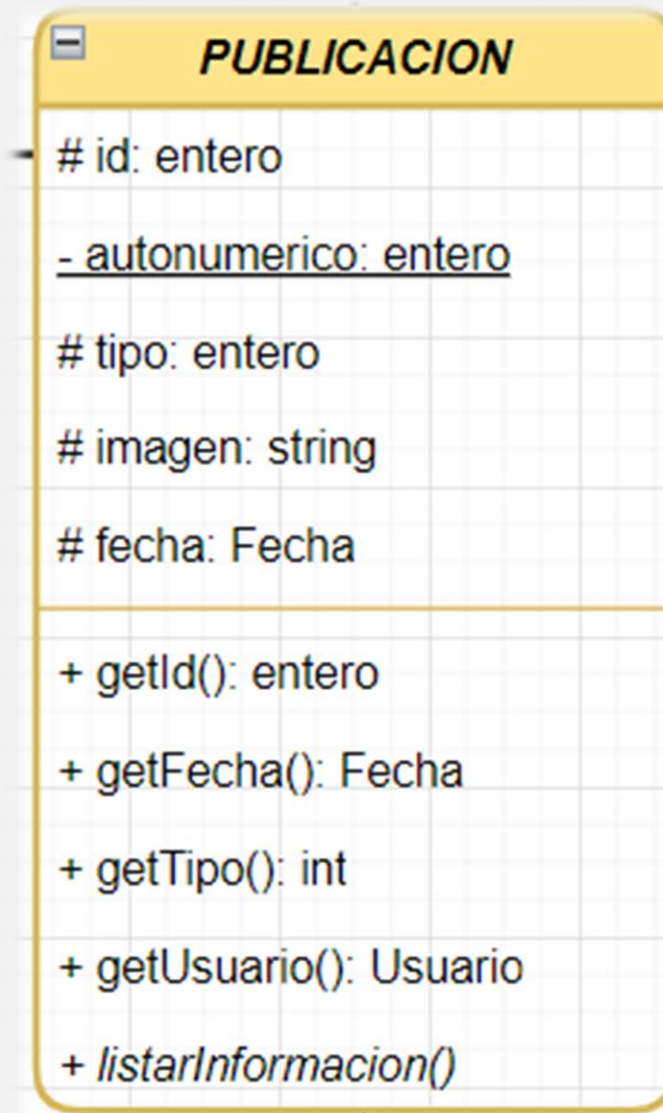 PUBLICACION
# id: entero
- autonumerico: entero
# tipo: entero
# imagen: string
# fecha: Fecha
+ getId(): entero
+ getFecha(): Fecha
+ getTipo(): int
+ getUsuario(): Usuario
+ listarInformacion()